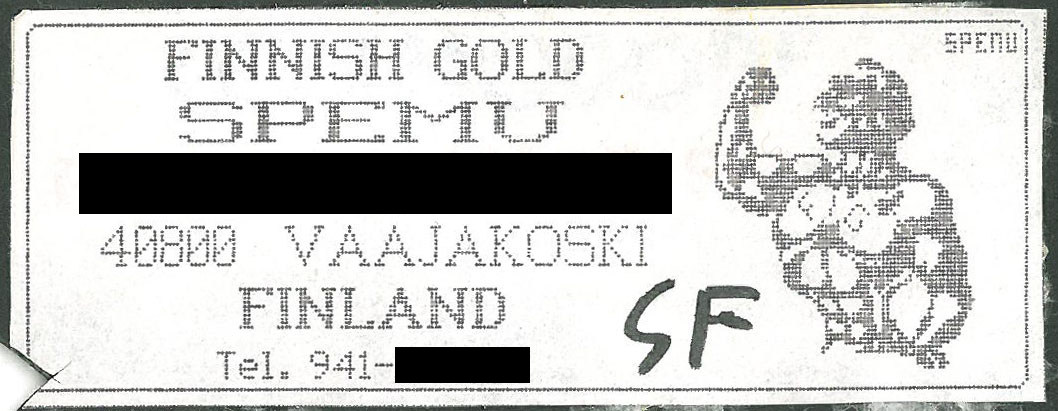 SPEMU
FINNISH GOLD
SPEMU
40800 VAAJAKOSKI
FINLAND
Tel. 941-
SF